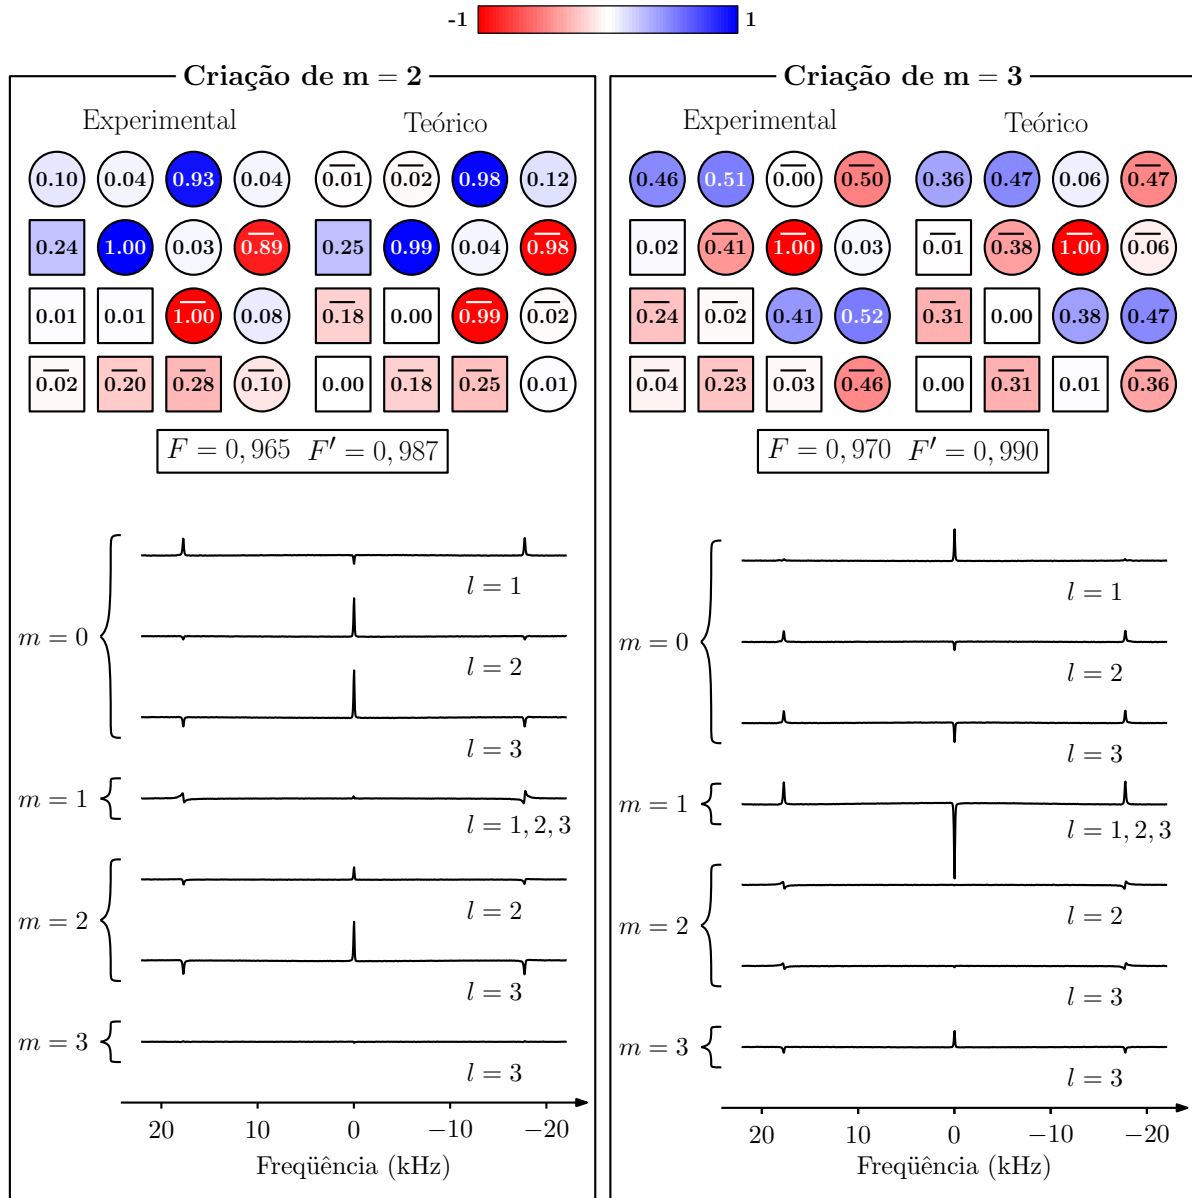 -1 1
Criação de m = 2
Experimental Teórico
0.10 0.04 0.93 0.04 0.01̅ 0.02̅ 0.98 0.12
0.24 1.00 0.03 0.89̅ 0.25 0.99 0.04 0.98̅
0.01 0.01 1.00̅ 0.08 0.18̅ 0.00 0.99̅ 0.02̅
0.02̅ 0.20̅ 0.28̅ 0.10̅ 0.00 0.18̅ 0.25̅ 0.01
F = 0,965 F′ = 0,987
m = 0
l = 1
l = 2
l = 3
m = 1
l = 1, 2, 3
m = 2
l = 2
l = 3
m = 3
l = 3
20 10 0 −10 −20
Freqüência (kHz)
Criação de m = 3
Experimental Teórico
0.46 0.51 0.00̅ 0.50̅ 0.36 0.47 0.06 0.47̅
0.02 0.41̅ 1.00̅ 0.03 0.01̅ 0.38̅ 1.00̅ 0.06̅
0.24̅ 0.02̅ 0.41 0.52 0.31̅ 0.00 0.38 0.47
0.04̅ 0.23̅ 0.03̅ 0.46̅ 0.00 0.31̅ 0.01 0.36̅
F = 0,970 F′ = 0,990
m = 0
l = 1
l = 2
l = 3
m = 1
l = 1, 2, 3
m = 2
l = 2
l = 3
m = 3
l = 3
20 10 0 −10 −20
Freqüência (kHz)